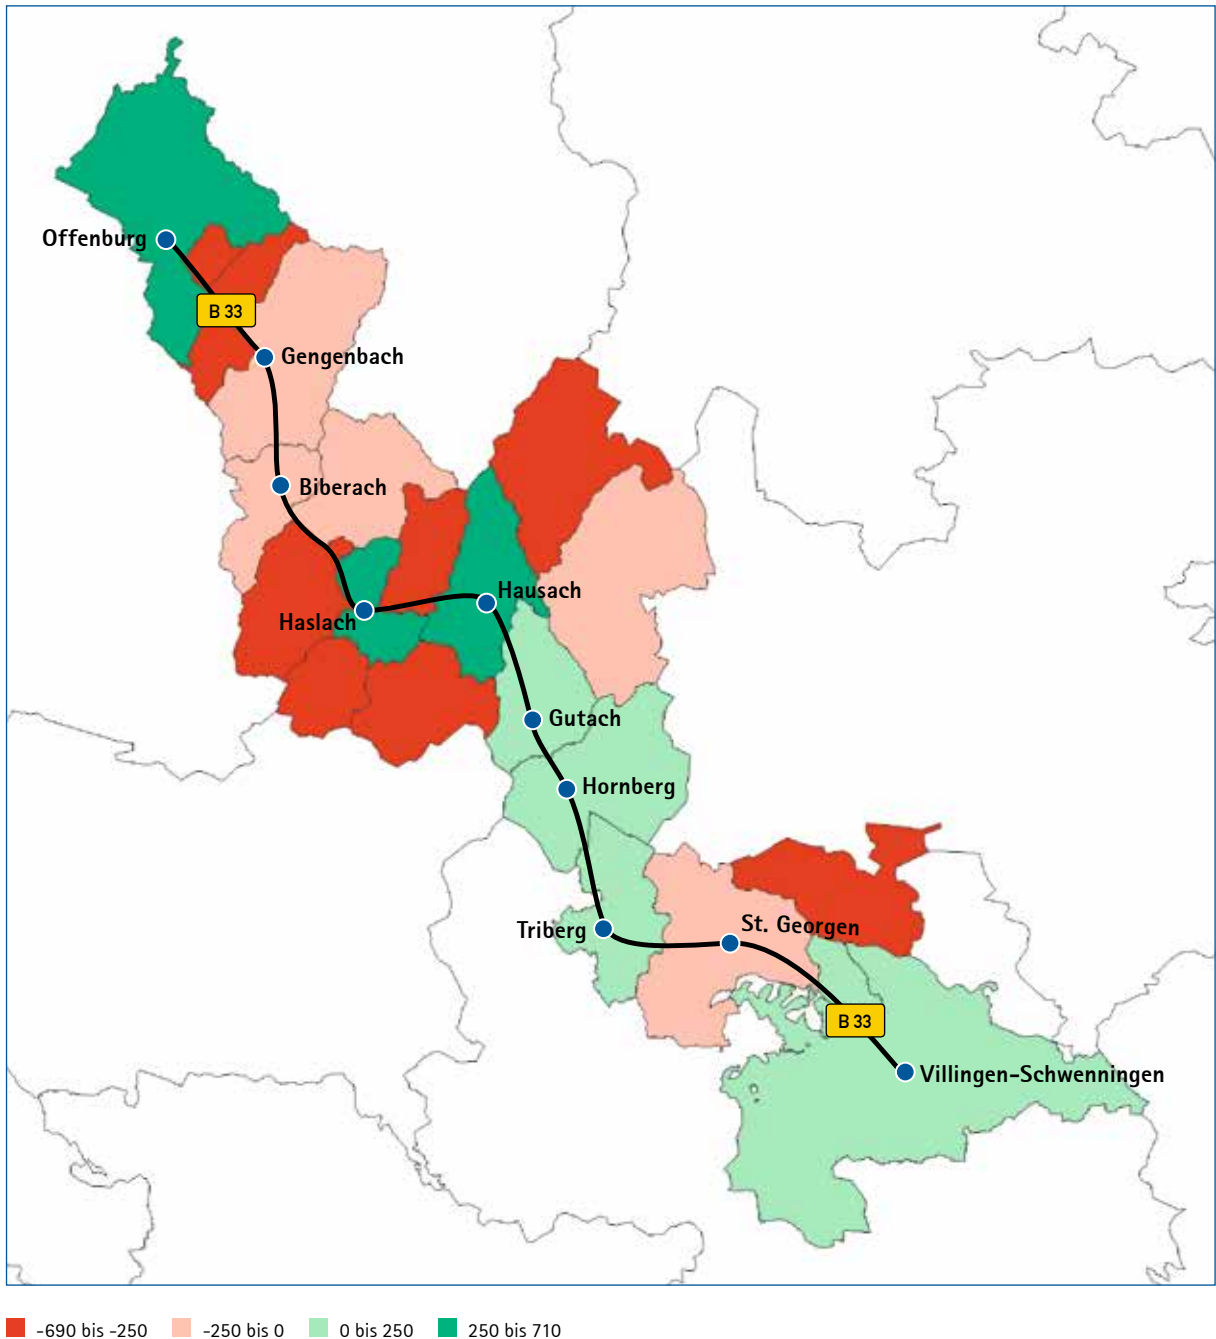 Offenburg
B 33
Gengenbach
Biberach
Hausach
Haslach
Gutach
Hornberg
St. Georgen
Triberg
B 33
Villingen-Schwenningen
-690 bis -250 -250 bis 0 0 bis 250 250 bis 710